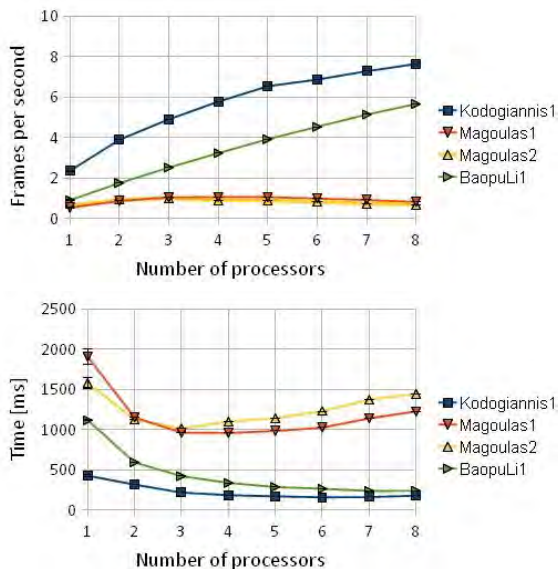 10
8
6
4
2
0
Frames per second
1 2 3 4 5 6 7 8
Number of processors
Kodogiannis1
Magoulas1
Magoulas2
BaopuLi1
2500
2000
1500
1000
500
0
Time [ms]
1 2 3 4 5 6 7 8
Number of processors
Kodogiannis1
Magoulas1
Magoulas2
BaopuLi1